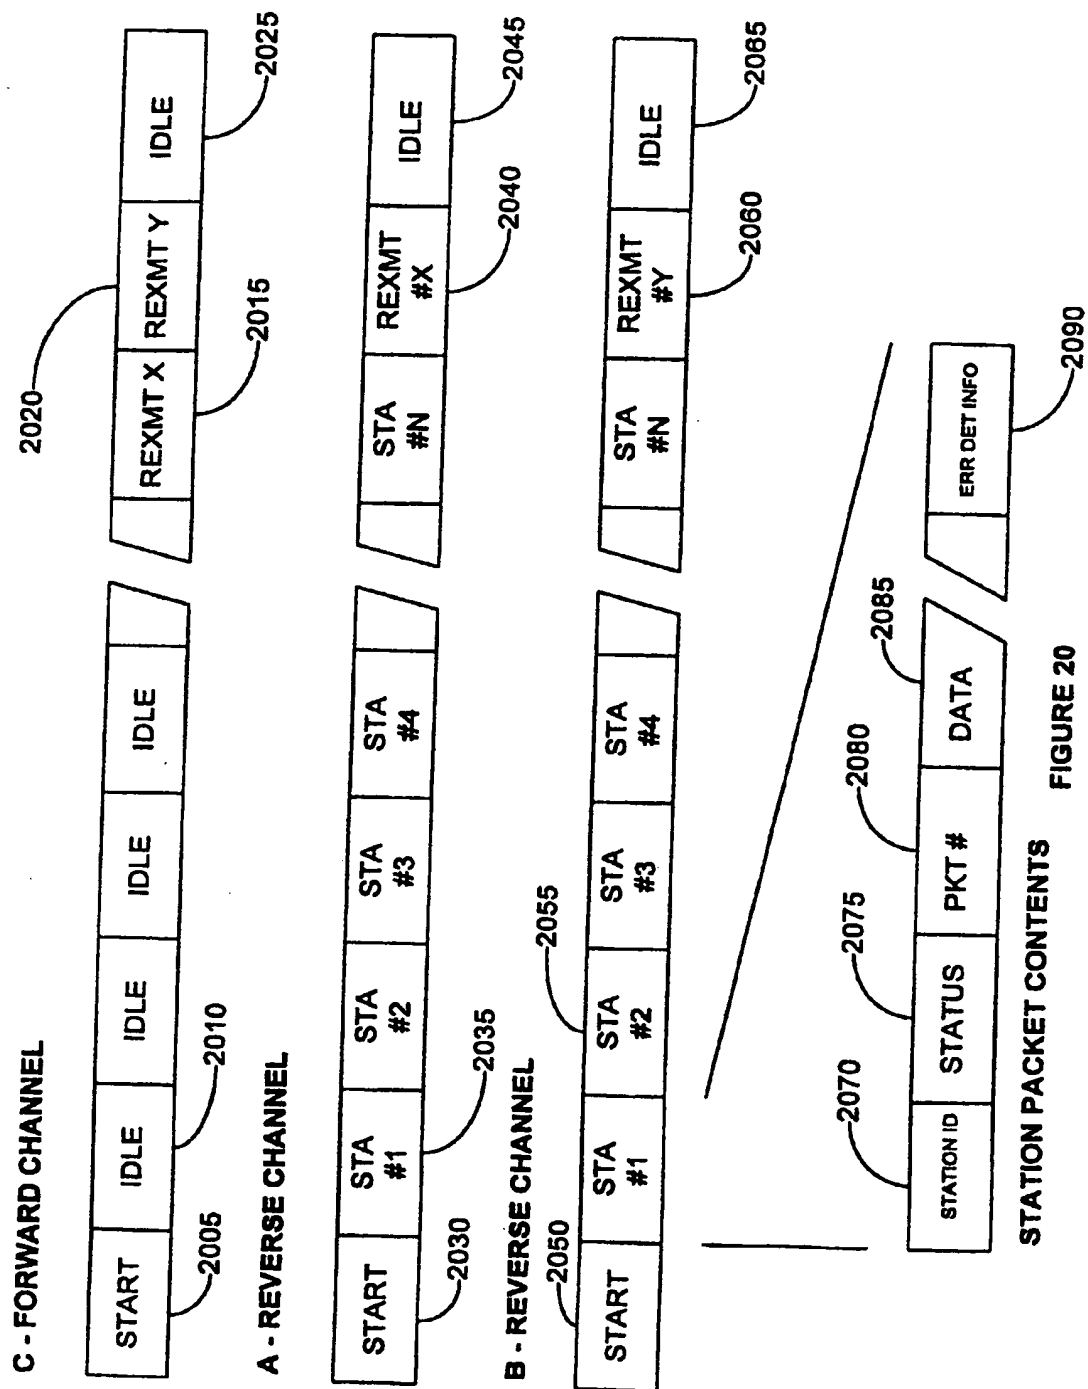 C - FORWARD CHANNEL
START
IDLE
IDLE
IDLE
IDLE
REXMT X
REXMT Y
IDLE
2005
2010
2020
2015
2025
A - REVERSE CHANNEL
START
STA
#1
STA
#2
STA
#3
STA
#4
STA
#N
REXMT
#X
IDLE
2030
2035
2040
2045
B - REVERSE CHANNEL
2050
2055
START
STA
#1
STA
#2
STA
#3
STA
#4
STA
#N
REXMT
#Y
IDLE
2060
2065
2070
2075
2080
2085
STATION ID
STATUS
PKT #
DATA
ERR DET INFO
2090
STATION PACKET CONTENTS
FIGURE 20